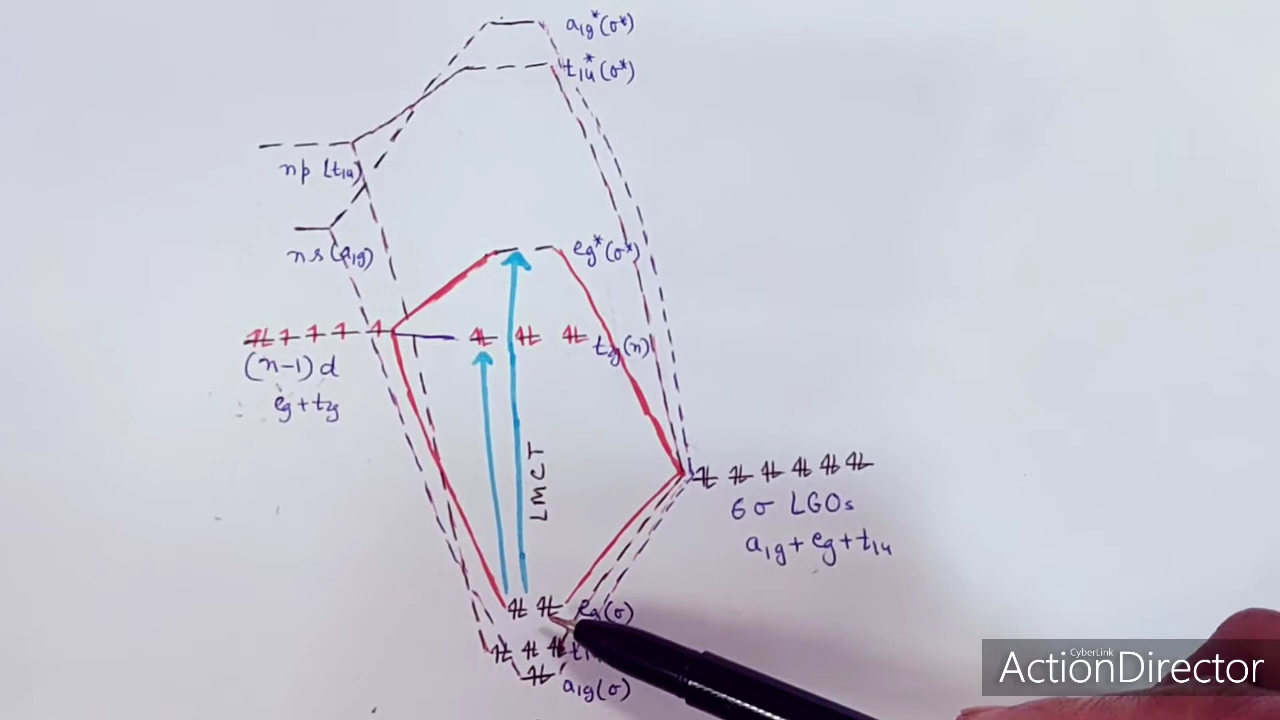 a1g*(σ*)
t1u*(σ*)
np (t1u)
ns (a1g)
eg*(σ*)
t2g(n)
(n-1) d
eg + t2g
LMCT
6σ LGOs
a1g + eg + t1u
eg(σ)
a1g(σ)
CyberLink
ActionDirector